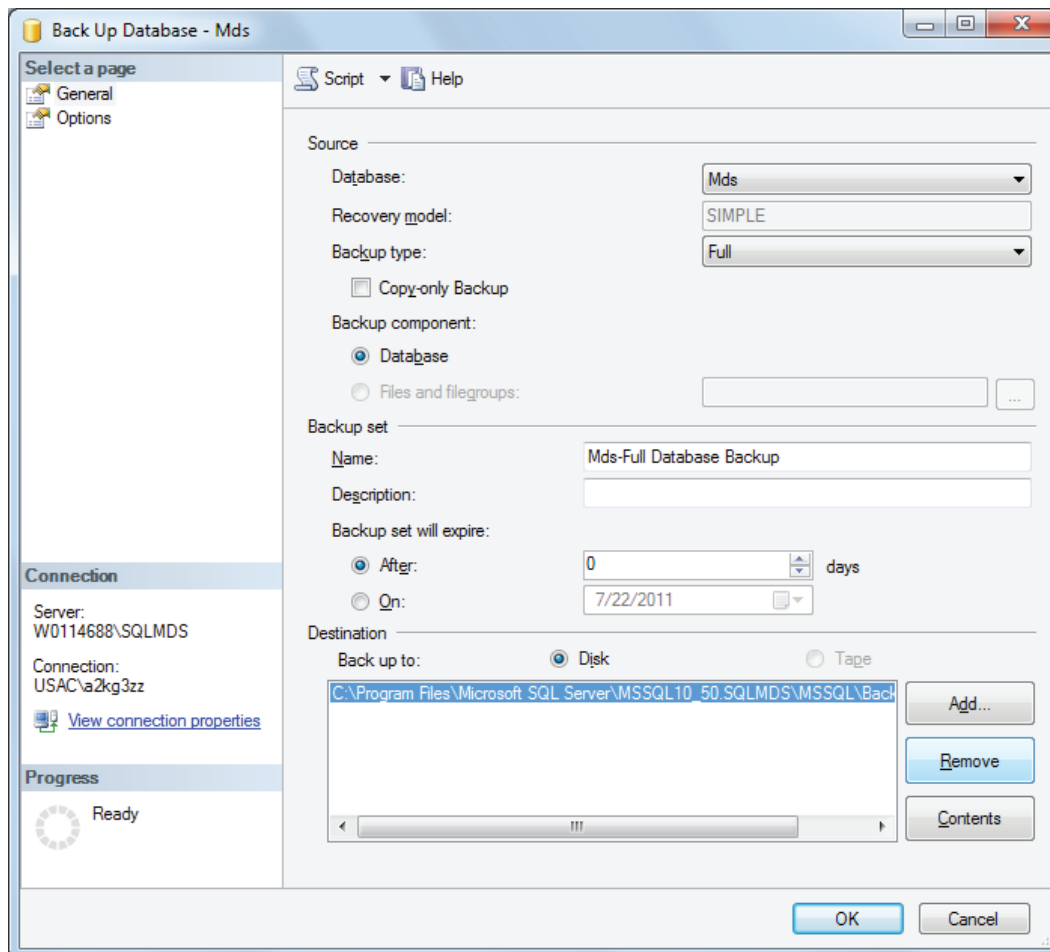 Back Up Database - Mds
Select a page
General
Options
Script
Help
Source
Database:
Mds
Recovery model:
SIMPLE
Backup type:
Full
Copy-only Backup
Backup component:
Database
Files and filegroups:
...
Backup set
Name:
Mds-Full Database Backup
Description:
Backup set will expire:
After:
0
days
On:
7/22/2011
Destination
Back up to:
Disk
Tape
C:\Program Files\Microsoft SQL Server\MSSQL10_50.SQLMDS\MSSQL\Back
Add...
Remove
Contents
Connection
Server:
W0114688\SQLMDS
Connection:
USAC\a2kg3zz
View connection properties
Progress
Ready
OK
Cancel